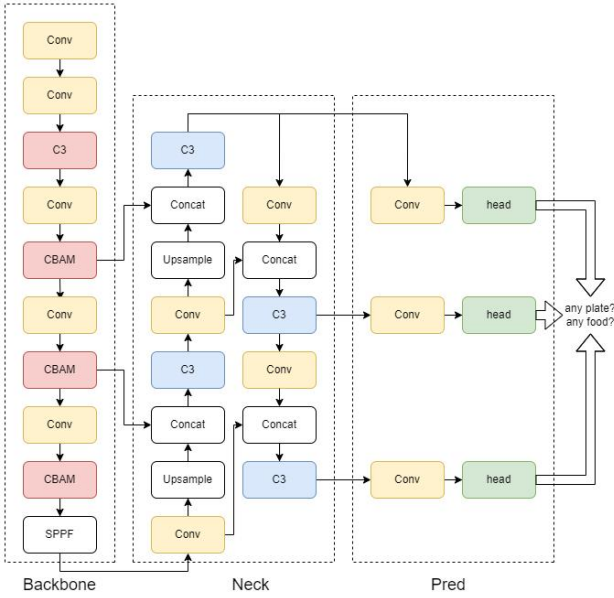 Conv
Conv
C3
Conv
CBAM
Conv
CBAM
Conv
CBAM
SPPF
Backbone
C3
Concat
Upsample
Conv
C3
Concat
Upsample
Conv
Conv
Concat
C3
Conv
Concat
C3
Neck
Conv
head
Conv
head
Conv
head
Pred
any plate?
any food?